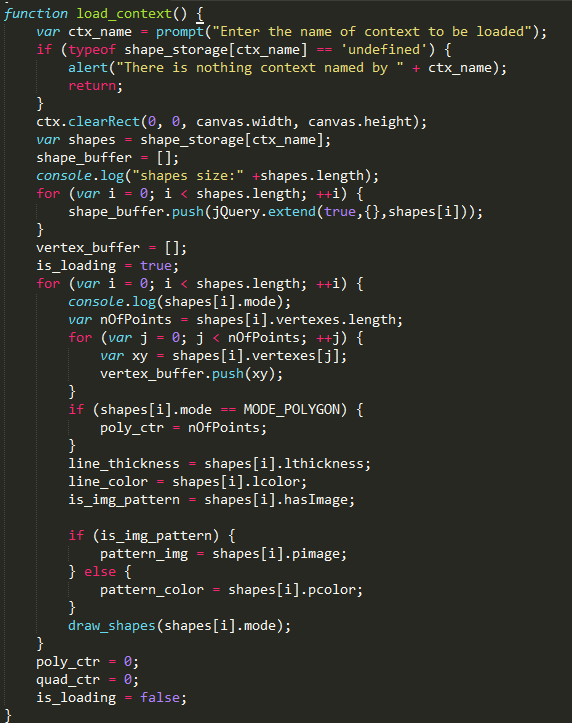 function load_context() {
    var ctx_name = prompt("Enter the name of context to be loaded");
    if (typeof shape_storage[ctx_name] == 'undefined') {
        alert("There is nothing context named by " + ctx_name);
        return;
    }
    ctx.clearRect(0, 0, canvas.width, canvas.height);
    var shapes = shape_storage[ctx_name];
    shape_buffer = [];
    console.log("shapes size:" +shapes.length);
    for (var i = 0; i < shapes.length; ++i) {
        shape_buffer.push(jQuery.extend(true,{},shapes[i]));
    }
    vertex_buffer = [];
    is_loading = true;
    for (var i = 0; i < shapes.length; ++i) {
        console.log(shapes[i].mode);
        var nOfPoints = shapes[i].vertexes.length;
        for (var j = 0; j < nOfPoints; ++j) {
            var xy = shapes[i].vertexes[j];
            vertex_buffer.push(xy);
        }
        if (shapes[i].mode == MODE_POLYGON) {
            poly_ctr = nOfPoints;
        }
        line_thickness = shapes[i].lthickness;
        line_color = shapes[i].lcolor;
        is_img_pattern = shapes[i].hasImage;

        if (is_img_pattern) {
            pattern_img = shapes[i].pimage;
        } else {
            pattern_color = shapes[i].pcolor;
        }
        draw_shapes(shapes[i].mode);
    }
    poly_ctr = 0;
    quad_ctr = 0;
    is_loading = false;
}